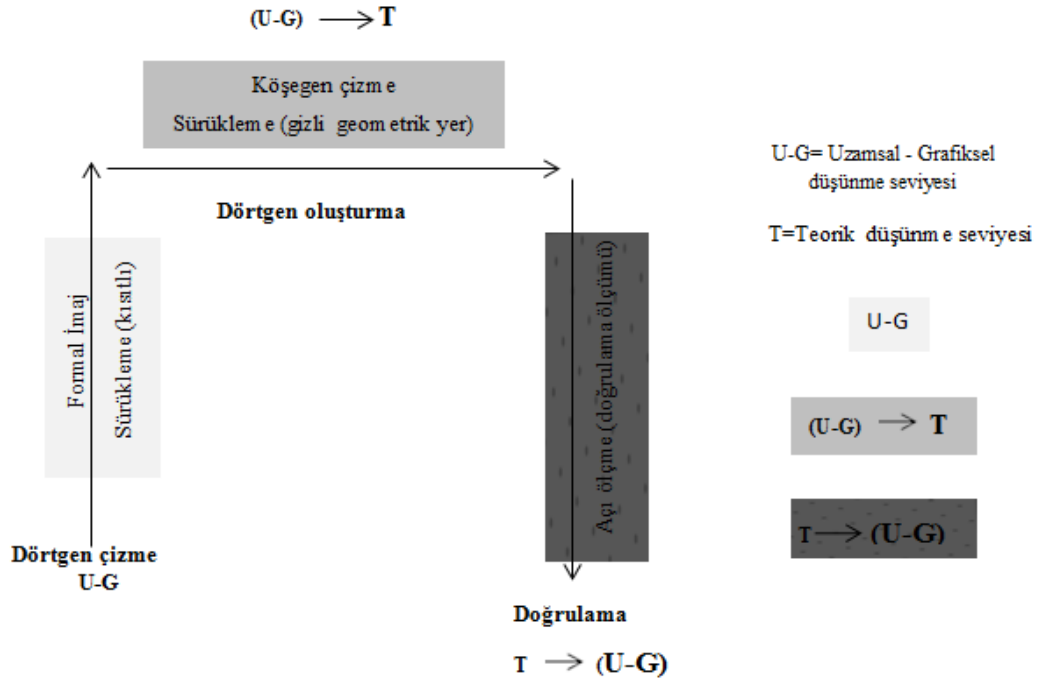 (U-G) → T
Köşegen çizme
Sürükleme (gizli geometrik yer)
Dörtgen oluşturma
Formal İmaj
Sürükleme (kısıtlı)
Dörtgen çizme
U-G
Açı ölçme (doğrulama ölçümü)
Doğrulama
T → (U-G)
U-G= Uzamsal - Grafiksel
düşünme seviyesi
T=Teorik düşünme seviyesi
U-G
(U-G) → T
T → (U-G)